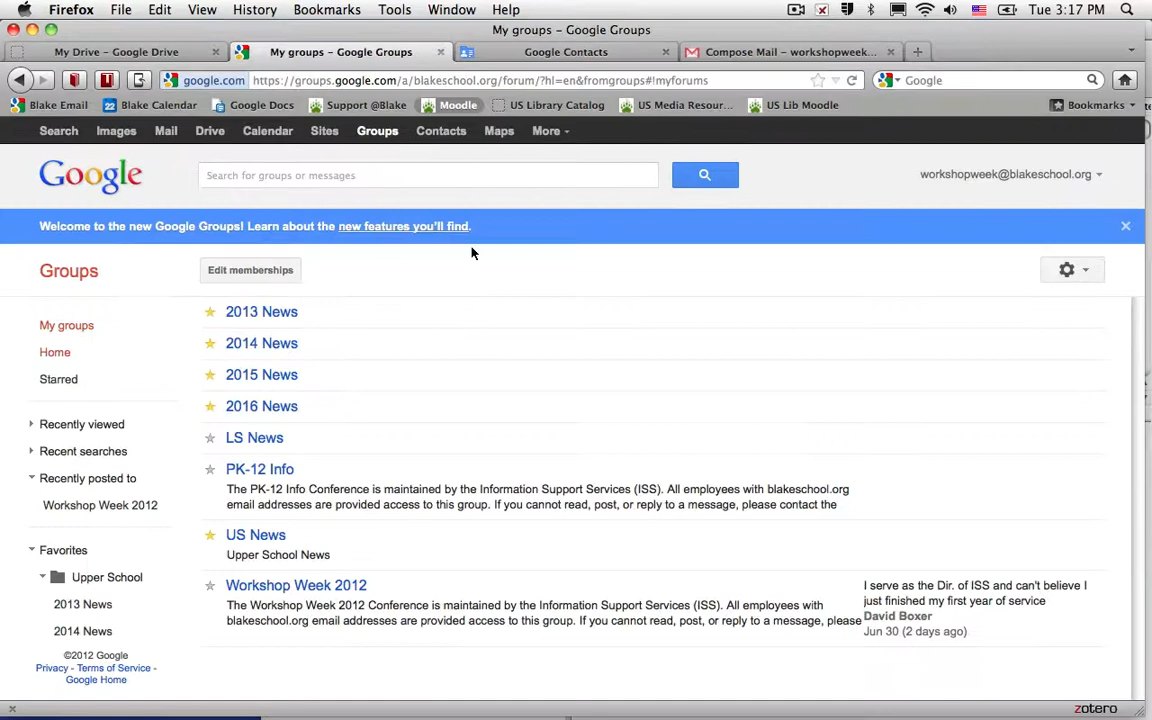 Firefox File Edit View History Bookmarks Tools Window Help Tue 3:17 PM
My groups – Google Groups
My Drive – Google Drive My groups – Google Groups Google Contacts Compose Mail – workshopweek...
google.com https://groups.google.com/a/blakeschool.org/forum/?hl=en&fromgroups#!myforums Google
Blake Email Blake Calendar Google Docs Support @Blake Moodle US Library Catalog US Media Resour... US Lib Moodle Bookmarks
Search Images Mail Drive Calendar Sites Groups Contacts Maps More
Google Search for groups or messages workshopweek@blakeschool.org
Welcome to the new Google Groups! Learn about the new features you'll find.
Groups Edit memberships
My groups
Home
Starred
Recently viewed
Recent searches
Recently posted to
Workshop Week 2012
Favorites
Upper School
2013 News
2014 News
©2012 Google
Privacy - Terms of Service -
Google Home
2013 News
2014 News
2015 News
2016 News
LS News
PK-12 Info
The PK-12 Info Conference is maintained by the Information Support Services (ISS). All employees with blakeschool.org
email addresses are provided access to this group. If you cannot read, post, or reply to a message, please contact the
US News
Upper School News
Workshop Week 2012
The Workshop Week 2012 Conference is maintained by the Information Support Services (ISS). All employees with
blakeschool.org email addresses are provided access to this group. If you cannot read, post, or reply to a message, please
I serve as the Dir. of ISS and can't believe I
just finished my first year of service
David Boxer
Jun 30 (2 days ago)
zotero